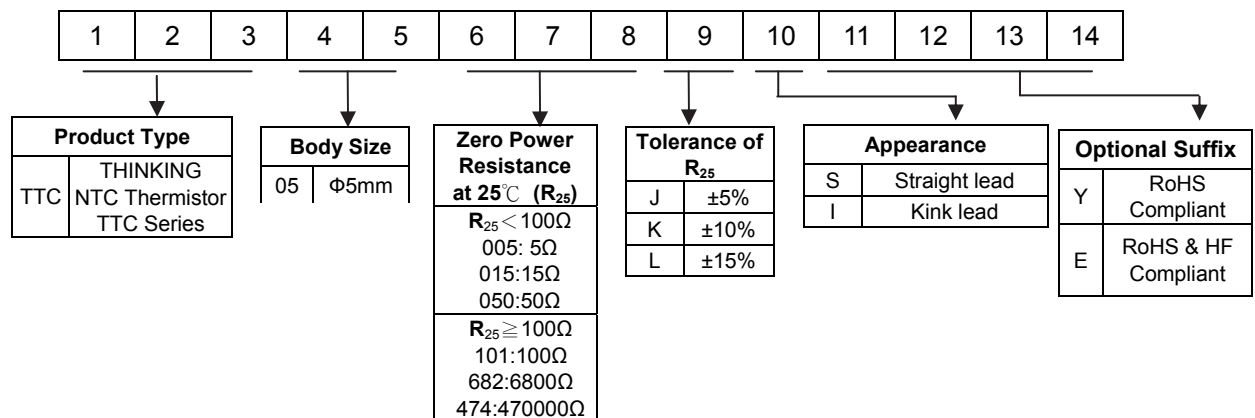 1 2 3 4 5 6 7 8 9 10 11 12 13 14
Product Type
TTC
THINKING
NTC Thermistor
TTC Series
Body Size
05 Φ5mm
Zero Power
Resistance
at 25℃ (R₂₅)
R₂₅＜100Ω
005: 5Ω
015:15Ω
050:50Ω
R₂₅≧100Ω
101:100Ω
682:6800Ω
474:470000Ω
Tolerance of
R₂₅
J ±5%
K ±10%
L ±15%
Appearance
S Straight lead
I Kink lead
Optional Suffix
Y
RoHS
Compliant
E
RoHS & HF
Compliant